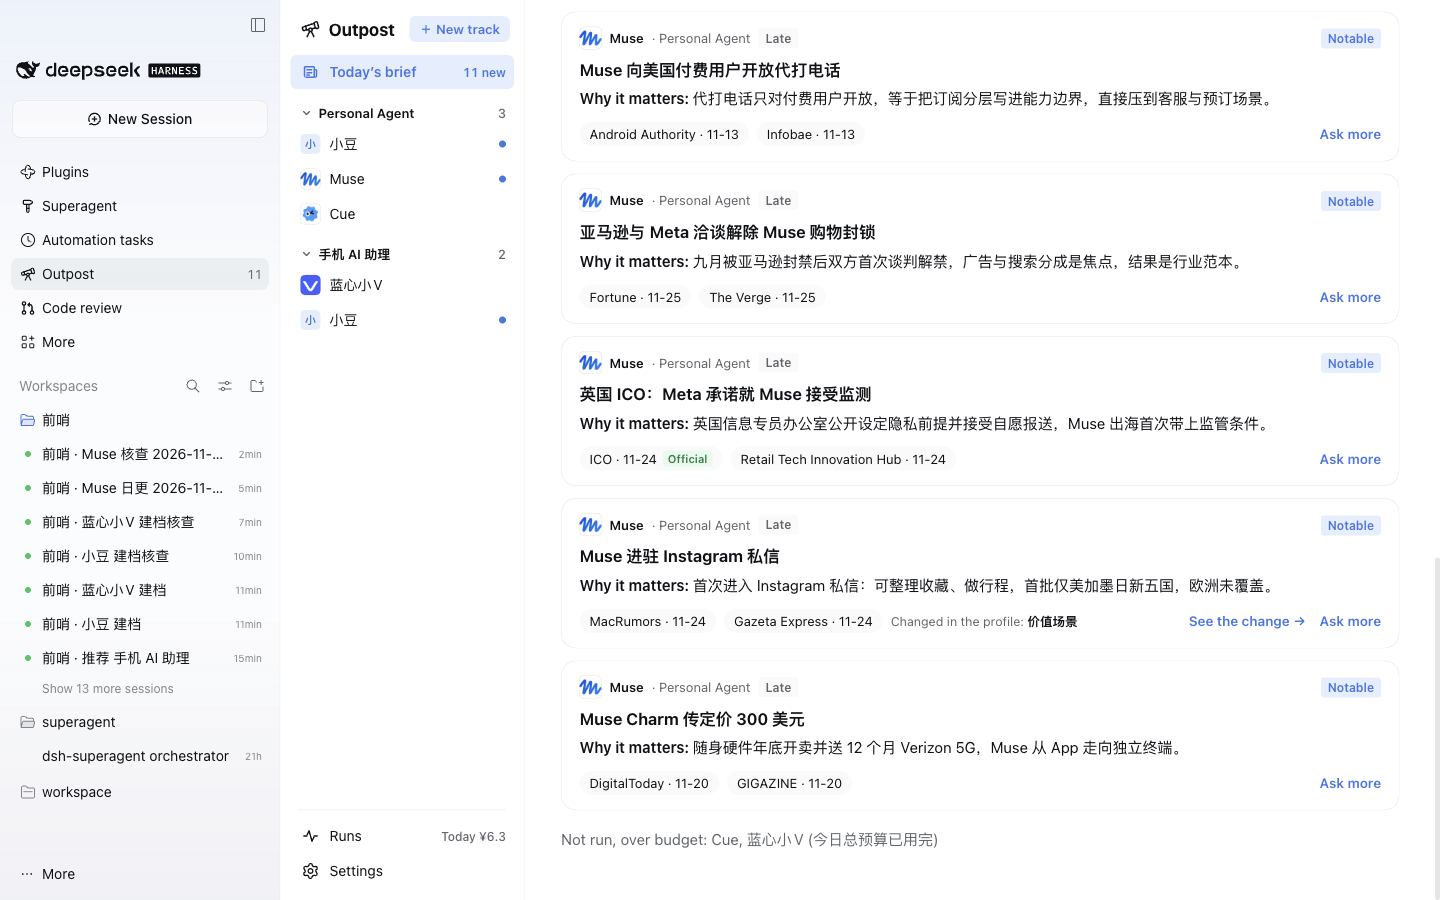 deepseek HARNESS
New Session
Plugins
Superagent
Automation tasks
Outpost 11
Code review
More
Workspaces
前哨
前哨 · Muse 核查 2026-11-... 2min
前哨 · Muse 日更 2026-11-... 5min
前哨 · 蓝心小V 建档核查 7min
前哨 · 小豆 建档核查 10min
前哨 · 蓝心小V 建档 11min
前哨 · 小豆 建档 11min
前哨 · 推荐 手机 AI 助理 15min
Show 13 more sessions
superagent
dsh-superagent orchestrator 21h
workspace
More
Outpost
+ New track
Today's brief 11 new
Personal Agent 3
小 小豆
Muse
Cue
手机 AI 助理 2
蓝心小V
小 小豆
Runs Today ¥6.3
Settings
Muse · Personal Agent Late Notable
Muse 向美国付费用户开放代打电话
Why it matters: 代打电话只对付费用户开放，等于把订阅分层写进能力边界，直接压到客服与预订场景。
Android Authority · 11-13 Infobae · 11-13 Ask more
Muse · Personal Agent Late Notable
亚马逊与 Meta 洽谈解除 Muse 购物封锁
Why it matters: 九月被亚马逊封禁后双方首次谈判解禁，广告与搜索分成是焦点，结果是行业范本。
Fortune · 11-25 The Verge · 11-25 Ask more
Muse · Personal Agent Late Notable
英国 ICO：Meta 承诺就 Muse 接受监测
Why it matters: 英国信息专员办公室公开设定隐私前提并接受自愿报送，Muse 出海首次带上监管条件。
ICO · 11-24 Official Retail Tech Innovation Hub · 11-24 Ask more
Muse · Personal Agent Late Notable
Muse 进驻 Instagram 私信
Why it matters: 首次进入 Instagram 私信：可整理收藏、做行程，首批仅美加墨日新五国，欧洲未覆盖。
MacRumors · 11-24 Gazeta Express · 11-24 Changed in the profile: 价值场景 See the change → Ask more
Muse · Personal Agent Late Notable
Muse Charm 传定价 300 美元
Why it matters: 随身硬件年底开卖并送 12 个月 Verizon 5G，Muse 从 App 走向独立终端。
DigitalToday · 11-20 GIGAZINE · 11-20 Ask more
Not run, over budget: Cue, 蓝心小V (今日总预算已用完)